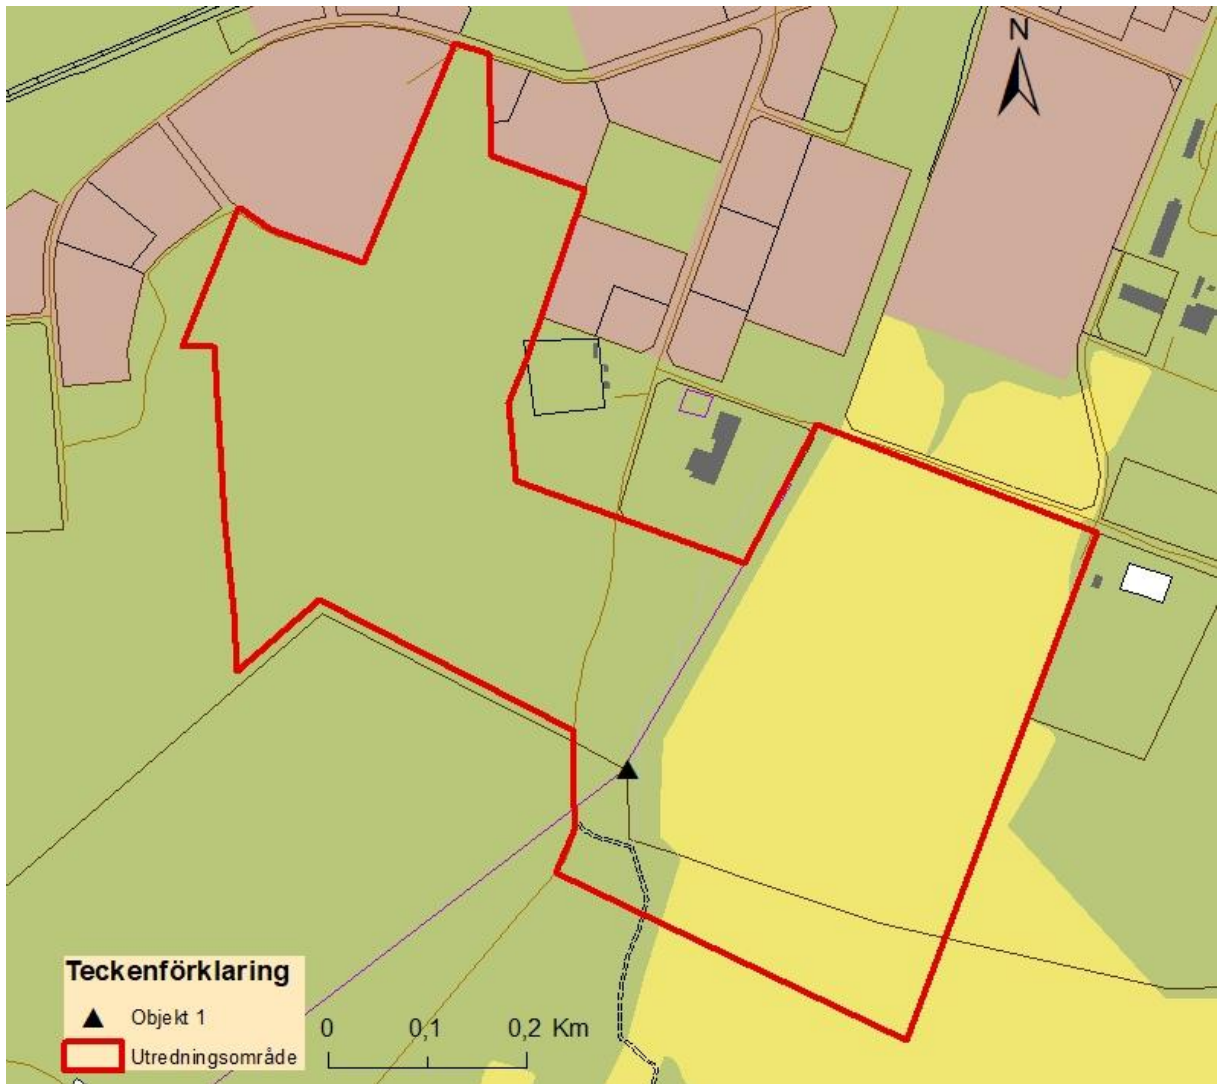 N
Teckenförklaring
Objekt 1
Utredningsområde
0 0,1 0,2 Km